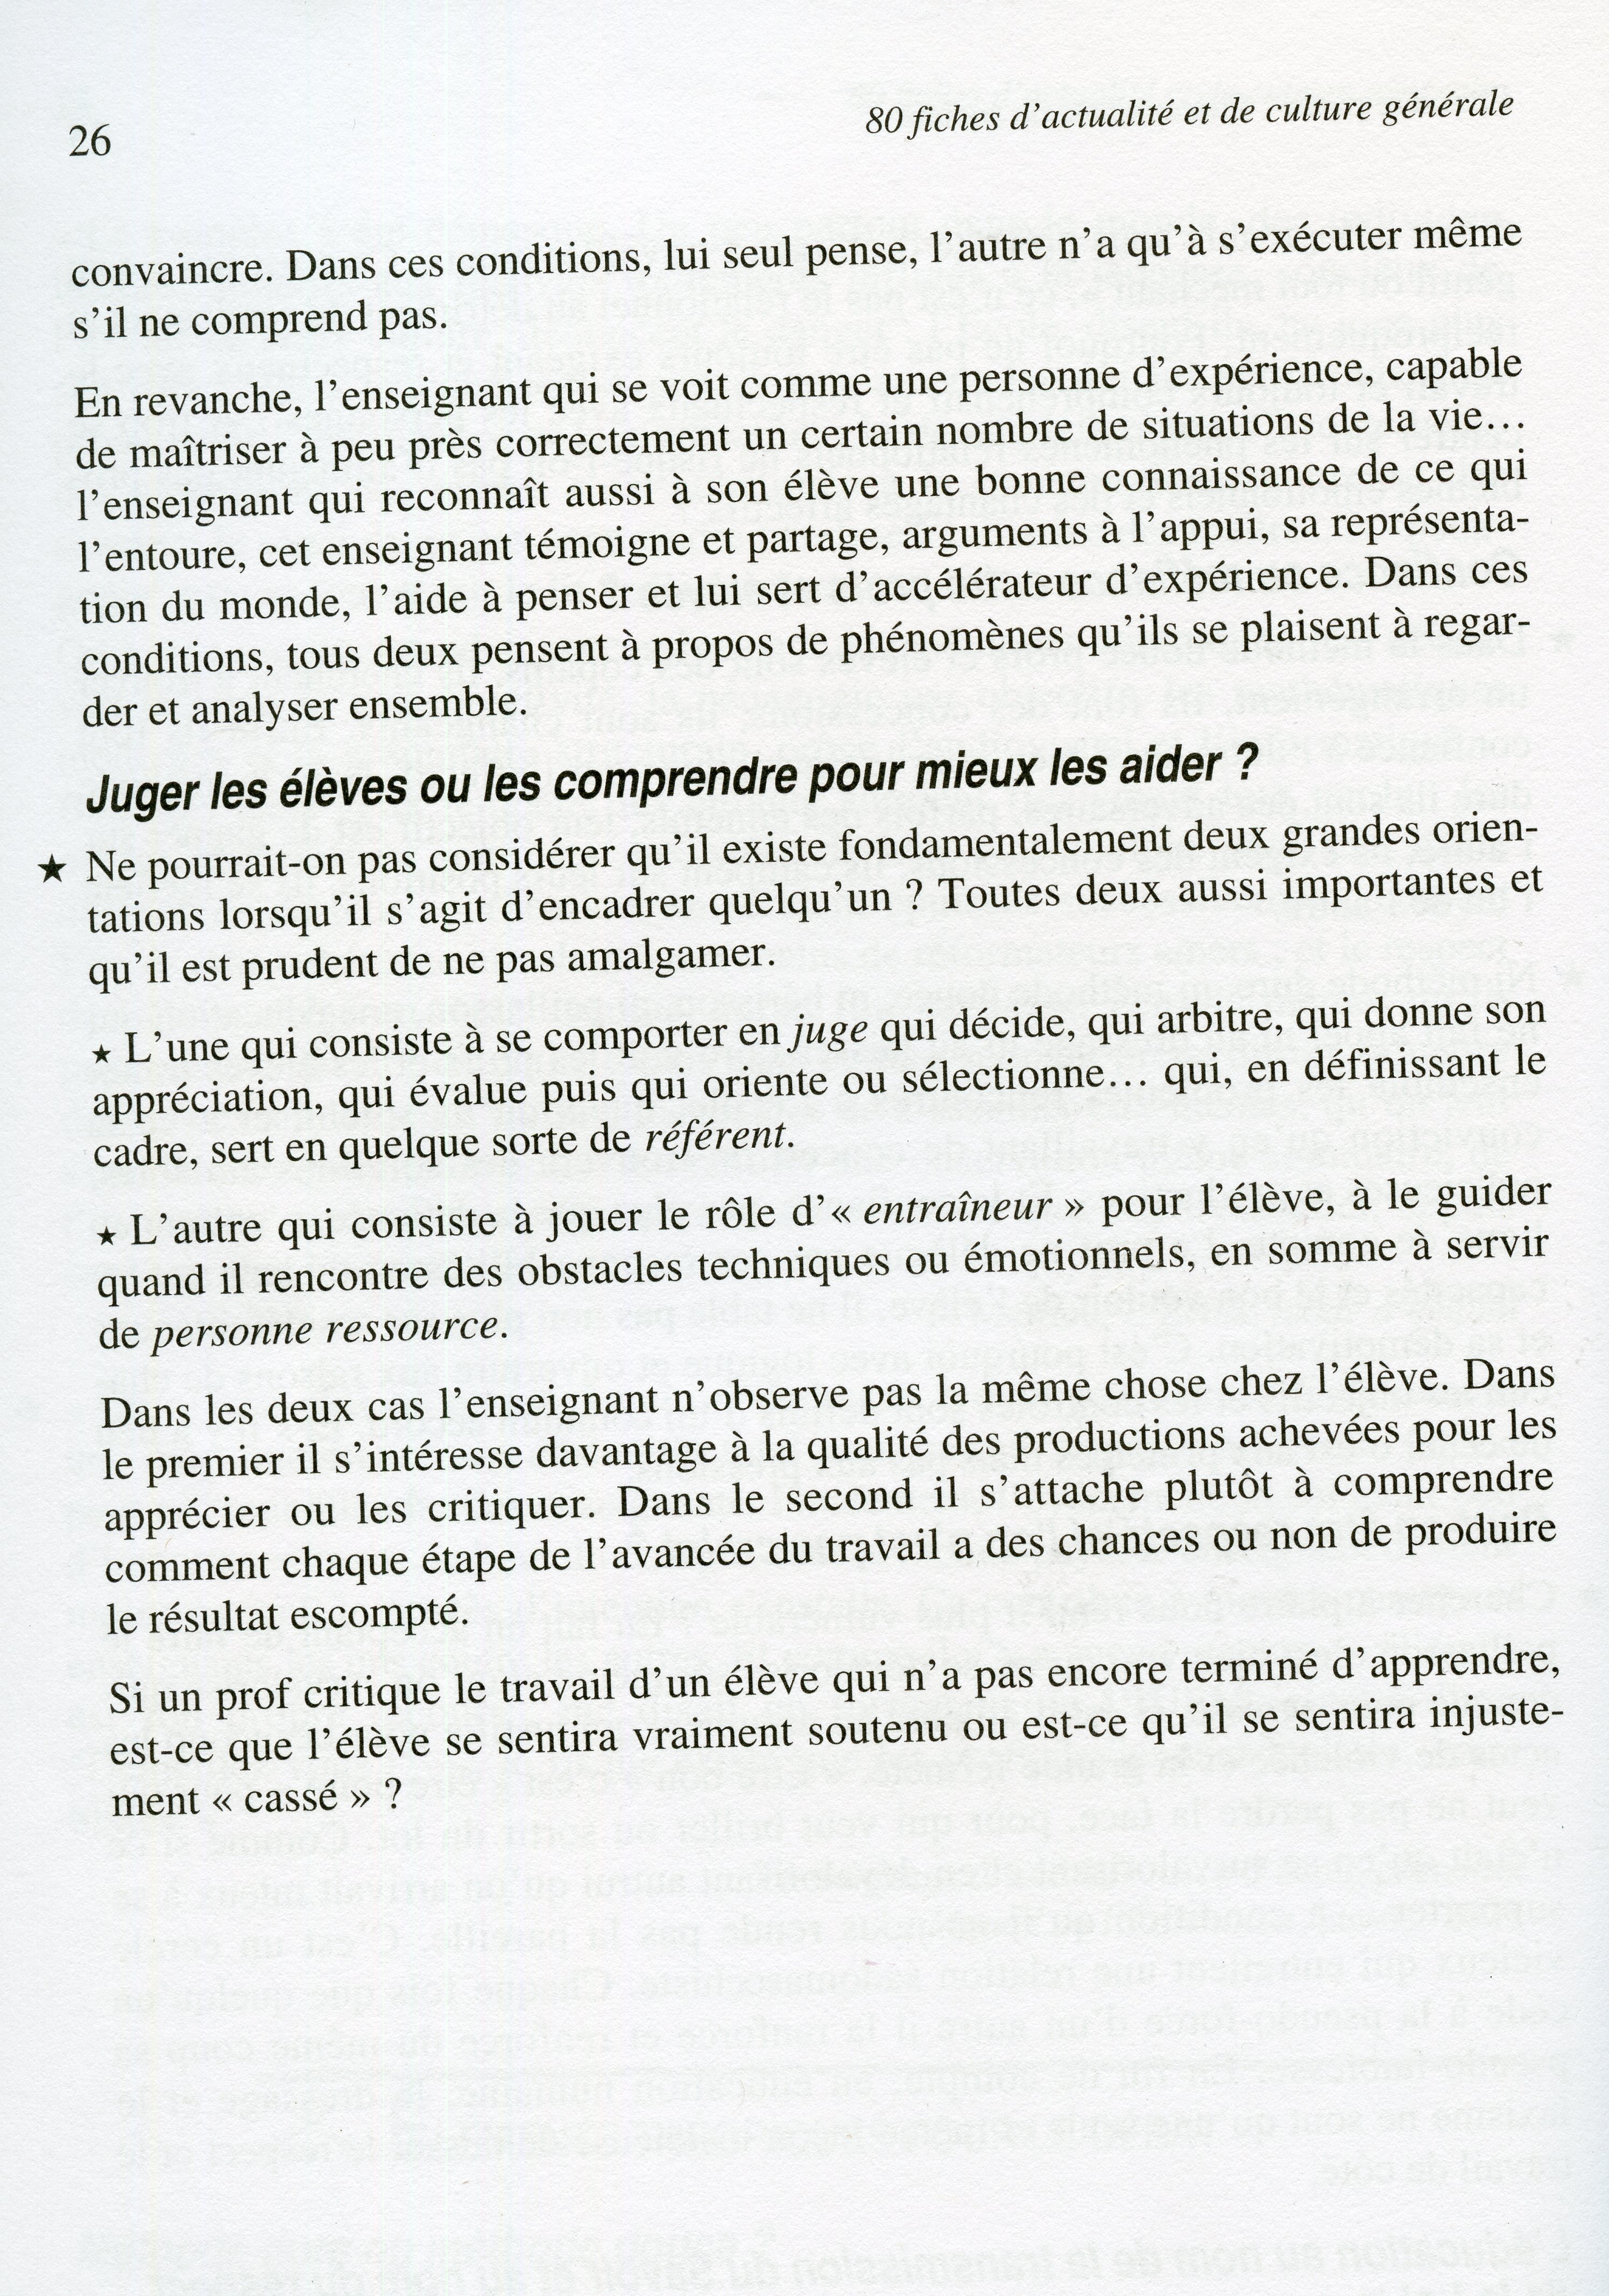 26
80 fiches d'actualité et de culture générale
convaincre. Dans ces conditions, lui seul pense, l'autre n'a qu'à s'exécuter même
s'il ne comprend pas.
En revanche, l'enseignant qui se voit comme une personne d'expérience, capable
de maîtriser à peu près correctement un certain nombre de situations de la vie…
l'enseignant qui reconnaît aussi à son élève une bonne connaissance de ce qui
l'entoure, cet enseignant témoigne et partage, arguments à l'appui, sa représenta-
tion du monde, l'aide à penser et lui sert d'accélérateur d'expérience. Dans ces
conditions, tous deux pensent à propos de phénomènes qu'ils se plaisent à regar-
der et analyser ensemble.
Juger les élèves ou les comprendre pour mieux les aider ?
★ Ne pourrait-on pas considérer qu'il existe fondamentalement deux grandes orien-
tations lorsqu'il s'agit d'encadrer quelqu'un ? Toutes deux aussi importantes et
qu'il est prudent de ne pas amalgamer.
★ L'une qui consiste à se comporter en juge qui décide, qui arbitre, qui donne son
appréciation, qui évalue puis qui oriente ou sélectionne… qui, en définissant le
cadre, sert en quelque sorte de référent.
★ L'autre qui consiste à jouer le rôle d'« entraîneur » pour l'élève, à le guider
quand il rencontre des obstacles techniques ou émotionnels, en somme à servir
de personne ressource.
Dans les deux cas l'enseignant n'observe pas la même chose chez l'élève. Dans
le premier il s'intéresse davantage à la qualité des productions achevées pour les
apprécier ou les critiquer. Dans le second il s'attache plutôt à comprendre
comment chaque étape de l'avancée du travail a des chances ou non de produire
le résultat escompté.
Si un prof critique le travail d'un élève qui n'a pas encore terminé d'apprendre,
est-ce que l'élève se sentira vraiment soutenu ou est-ce qu'il se sentira injuste-
ment « cassé » ?